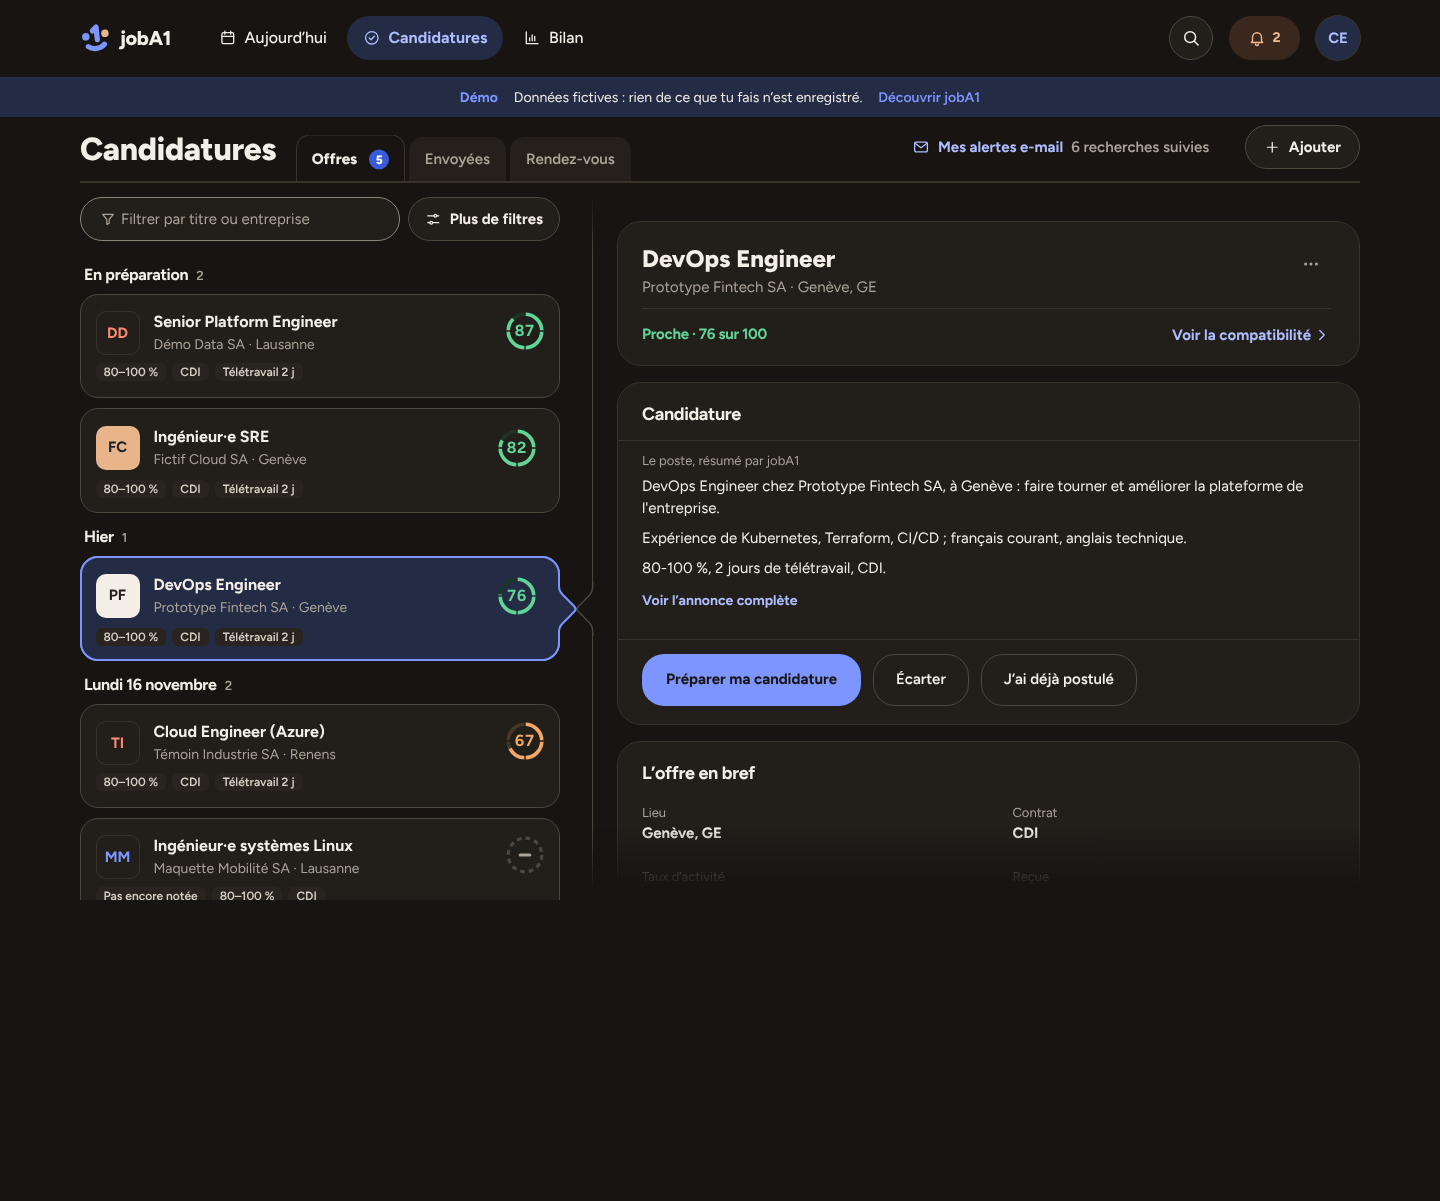 jobA1
Aujourd’hui
Candidatures
Bilan
2
CE
Démo Données fictives : rien de ce que tu fais n’est enregistré. Découvrir jobA1
Candidatures
Offres 5
Envoyées
Rendez-vous
Mes alertes e-mail 6 recherches suivies
Ajouter
Filtrer par titre ou entreprise
Plus de filtres
En préparation 2
DD
Senior Platform Engineer
Démo Data SA · Lausanne
87
80–100 % CDI Télétravail 2 j
FC
Ingénieur·e SRE
Fictif Cloud SA · Genève
82
80–100 % CDI Télétravail 2 j
Hier 1
PF
DevOps Engineer
Prototype Fintech SA · Genève
76
80–100 % CDI Télétravail 2 j
Lundi 16 novembre 2
TI
Cloud Engineer (Azure)
Témoin Industrie SA · Renens
67
80–100 % CDI Télétravail 2 j
MM
Ingénieur·e systèmes Linux
Maquette Mobilité SA · Lausanne
Pas encore notée 80–100 % CDI
DevOps Engineer
Prototype Fintech SA · Genève, GE
Proche · 76 sur 100
Voir la compatibilité
Candidature
Le poste, résumé par jobA1
DevOps Engineer chez Prototype Fintech SA, à Genève : faire tourner et améliorer la plateforme de
l'entreprise.
Expérience de Kubernetes, Terraform, CI/CD ; français courant, anglais technique.
80-100 %, 2 jours de télétravail, CDI.
Voir l’annonce complète
Préparer ma candidature
Écarter
J’ai déjà postulé
L’offre en bref
Lieu
Genève, GE
Contrat
CDI
Taux d’activité
Reçue